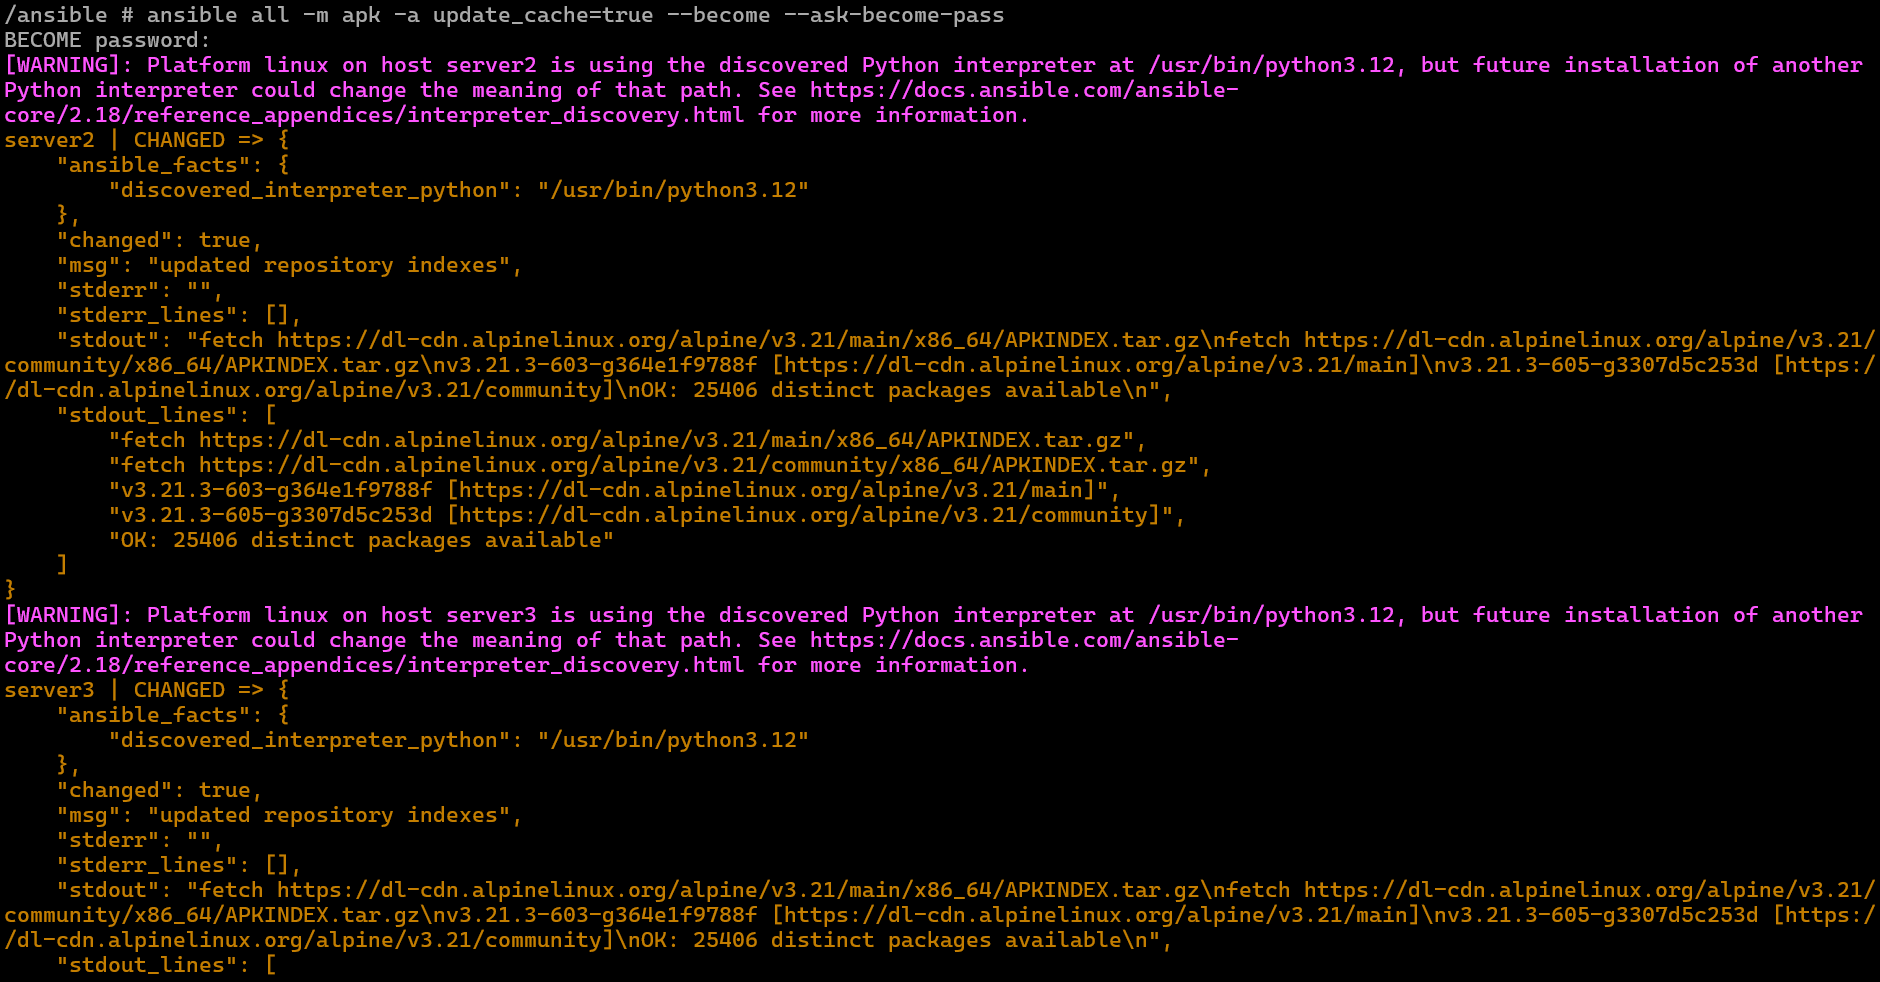 /ansible # ansible all -m apk -a update_cache=true --become --ask-become-pass
BECOME password:
[WARNING]: Platform linux on host server2 is using the discovered Python interpreter at /usr/bin/python3.12, but future installation of another
Python interpreter could change the meaning of that path. See https://docs.ansible.com/ansible-
core/2.18/reference_appendices/interpreter_discovery.html for more information.
server2 | CHANGED => {
    "ansible_facts": {
        "discovered_interpreter_python": "/usr/bin/python3.12"
    },
    "changed": true,
    "msg": "updated repository indexes",
    "stderr": "",
    "stderr_lines": [],
    "stdout": "fetch https://dl-cdn.alpinelinux.org/alpine/v3.21/main/x86_64/APKINDEX.tar.gz\nfetch https://dl-cdn.alpinelinux.org/alpine/v3.21/
community/x86_64/APKINDEX.tar.gz\nv3.21.3-603-g364e1f9788f [https://dl-cdn.alpinelinux.org/alpine/v3.21/main]\nv3.21.3-605-g3307d5c253d [https:/
/dl-cdn.alpinelinux.org/alpine/v3.21/community]\nOK: 25406 distinct packages available\n",
    "stdout_lines": [
        "fetch https://dl-cdn.alpinelinux.org/alpine/v3.21/main/x86_64/APKINDEX.tar.gz",
        "fetch https://dl-cdn.alpinelinux.org/alpine/v3.21/community/x86_64/APKINDEX.tar.gz",
        "v3.21.3-603-g364e1f9788f [https://dl-cdn.alpinelinux.org/alpine/v3.21/main]",
        "v3.21.3-605-g3307d5c253d [https://dl-cdn.alpinelinux.org/alpine/v3.21/community]",
        "OK: 25406 distinct packages available"
    ]
}
[WARNING]: Platform linux on host server3 is using the discovered Python interpreter at /usr/bin/python3.12, but future installation of another
Python interpreter could change the meaning of that path. See https://docs.ansible.com/ansible-
core/2.18/reference_appendices/interpreter_discovery.html for more information.
server3 | CHANGED => {
    "ansible_facts": {
        "discovered_interpreter_python": "/usr/bin/python3.12"
    },
    "changed": true,
    "msg": "updated repository indexes",
    "stderr": "",
    "stderr_lines": [],
    "stdout": "fetch https://dl-cdn.alpinelinux.org/alpine/v3.21/main/x86_64/APKINDEX.tar.gz\nfetch https://dl-cdn.alpinelinux.org/alpine/v3.21/
community/x86_64/APKINDEX.tar.gz\nv3.21.3-603-g364e1f9788f [https://dl-cdn.alpinelinux.org/alpine/v3.21/main]\nv3.21.3-605-g3307d5c253d [https:/
/dl-cdn.alpinelinux.org/alpine/v3.21/community]\nOK: 25406 distinct packages available\n",
    "stdout_lines": [